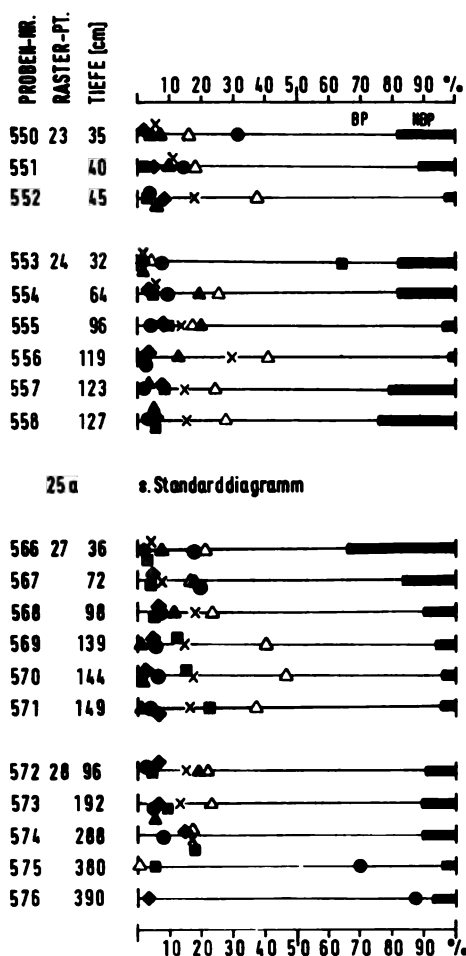 PROBEN-NR. RASTER-PT. TIEFE [cm]
10 20 30 40 50 60 70 80 90 %
BP NBP
550 23 35
551 40
552 45
553 24 32
554 64
555 96
556 119
557 123
558 127
25a s. Standarddiagramm
566 27 36
567 72
568 98
569 139
570 144
571 149
572 28 96
573 192
574 288
575 380
576 390
10 20 30 40 50 60 70 80 90 %